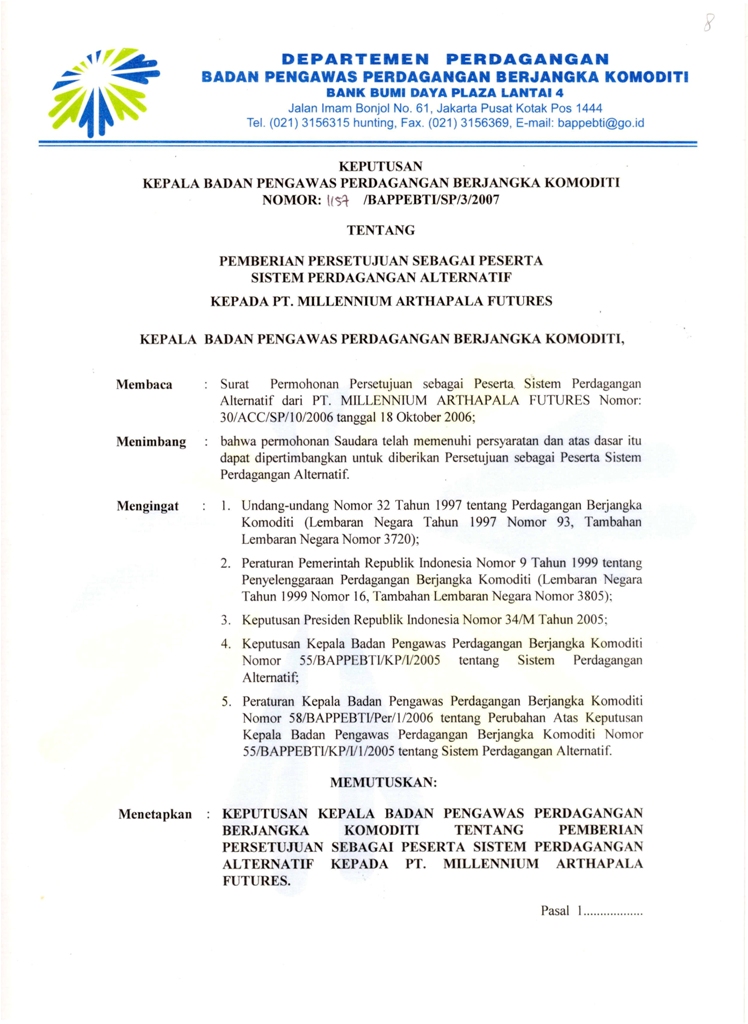 8
DEPARTEMEN PERDAGANGAN
BADAN PENGAWAS PERDAGANGAN BERJANGKA KOMODITI
BANK BUMI DAYA PLAZA LANTAI 4
Jalan Imam Bonjol No. 61, Jakarta Pusat Kotak Pos 1444
Tel. (021) 3156315 hunting, Fax. (021) 3156369, E-mail: bappebti@go.id
KEPUTUSAN
KEPALA BADAN PENGAWAS PERDAGANGAN BERJANGKA KOMODITI
NOMOR: 1157 /BAPPEBTI/SP/3/2007
TENTANG
PEMBERIAN PERSETUJUAN SEBAGAI PESERTA
SISTEM PERDAGANGAN ALTERNATIF
KEPADA PT. MILLENNIUM ARTHAPALA FUTURES
KEPALA BADAN PENGAWAS PERDAGANGAN BERJANGKA KOMODITI,
Membaca : Surat Permohonan Persetujuan sebagai Peserta Sistem Perdagangan
Alternatif dari PT. MILLENNIUM ARTHAPALA FUTURES Nomor:
30/ACC/SP/10/2006 tanggal 18 Oktober 2006;
Menimbang : bahwa permohonan Saudara telah memenuhi persyaratan dan atas dasar itu
dapat dipertimbangkan untuk diberikan Persetujuan sebagai Peserta Sistem
Perdagangan Alternatif.
Mengingat : 1. Undang-undang Nomor 32 Tahun 1997 tentang Perdagangan Berjangka
Komoditi (Lembaran Negara Tahun 1997 Nomor 93, Tambahan
Lembaran Negara Nomor 3720);
2. Peraturan Pemerintah Republik Indonesia Nomor 9 Tahun 1999 tentang
Penyelenggaraan Perdagangan Berjangka Komoditi (Lembaran Negara
Tahun 1999 Nomor 16, Tambahan Lembaran Negara Nomor 3805);
3. Keputusan Presiden Republik Indonesia Nomor 34/M Tahun 2005;
4. Keputusan Kepala Badan Pengawas Perdagangan Berjangka Komoditi
Nomor 55/BAPPEBTI/KP/I/2005 tentang Sistem Perdagangan
Alternatif;
5. Peraturan Kepala Badan Pengawas Perdagangan Berjangka Komoditi
Nomor 58/BAPPEBTI/Per/1/2006 tentang Perubahan Atas Keputusan
Kepala Badan Pengawas Perdagangan Berjangka Komoditi Nomor
55/BAPPEBTI/KP/I/1/2005 tentang Sistem Perdagangan Alternatif.
MEMUTUSKAN:
Menetapkan : KEPUTUSAN KEPALA BADAN PENGAWAS PERDAGANGAN
BERJANGKA KOMODITI TENTANG PEMBERIAN
PERSETUJUAN SEBAGAI PESERTA SISTEM PERDAGANGAN
ALTERNATIF KEPADA PT. MILLENNIUM ARTHAPALA
FUTURES.
Pasal 1..................